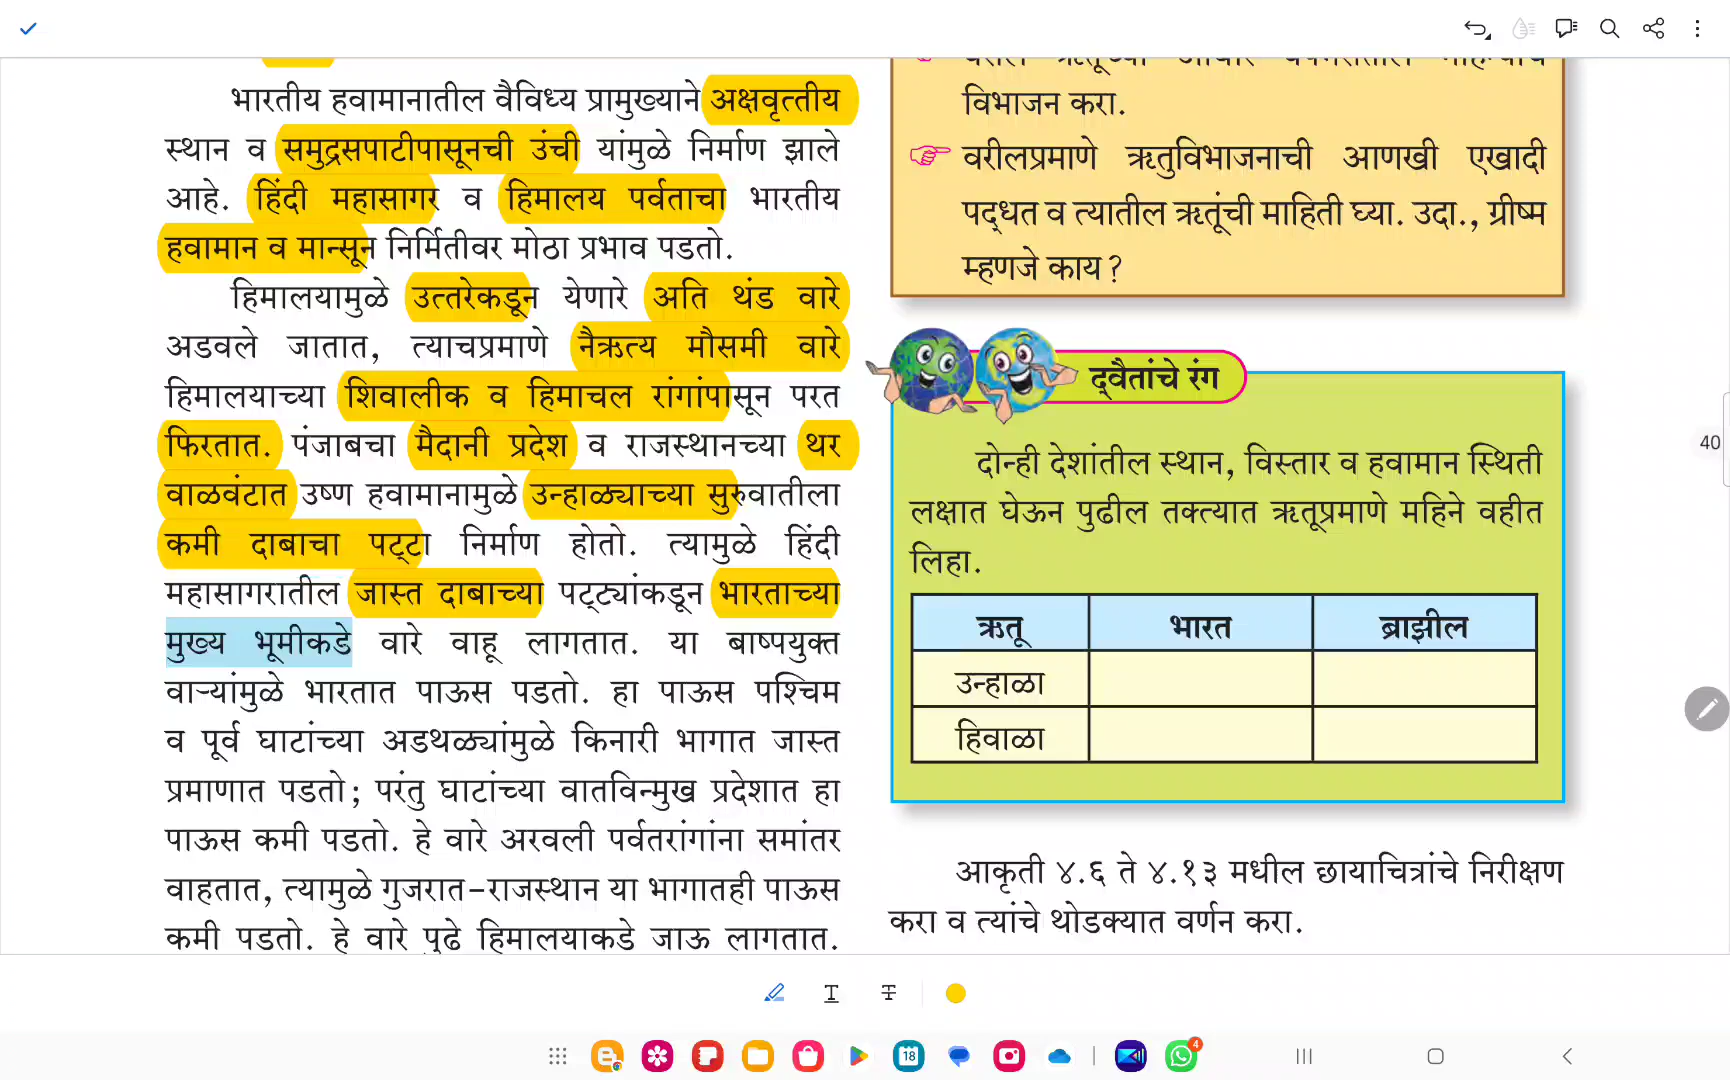 भारतीय हवामानातील वैविध्य प्रामुख्याने अक्षवृत्तीय
स्थान व समुद्रसपाटीपासूनची उंची यांमुळे निर्माण झाले
आहे. हिंदी महासागर व हिमालय पर्वताचा भारतीय
हवामान व मान्सून निर्मितीवर मोठा प्रभाव पडतो.
हिमालयामुळे उत्तरेकडून येणारे अति थंड वारे
अडवले जातात, त्याचप्रमाणे नैऋत्य मौसमी वारे
हिमालयाच्या शिवालीक व हिमाचल रांगांपासून परत
फिरतात. पंजाबचा मैदानी प्रदेश व राजस्थानच्या थर
वाळवंटात उष्ण हवामानामुळे उन्हाळ्याच्या सुरुवातीला
कमी दाबाचा पट्टा निर्माण होतो. त्यामुळे हिंदी
महासागरातील जास्त दाबाच्या पट्ट्यांकडून भारताच्या
मुख्य भूमीकडे वारे वाहू लागतात. या बाष्पयुक्त
वाऱ्यांमुळे भारतात पाऊस पडतो. हा पाऊस पश्चिम
व पूर्व घाटांच्या अडथळ्यांमुळे किनारी भागात जास्त
प्रमाणात पडतो; परंतु घाटांच्या वातविन्मुख प्रदेशात हा
पाऊस कमी पडतो. हे वारे अरवली पर्वतरांगांना समांतर
वाहतात, त्यामुळे गुजरात-राजस्थान या भागातही पाऊस
कमी पडतो. हे वारे पुढे हिमालयाकडे जाऊ लागतात.
विभाजन करा.
वरीलप्रमाणे ऋतुविभाजनाची आणखी एखादी
पद्धत व त्यातील ऋतूंची माहिती घ्या. उदा., ग्रीष्म
म्हणजे काय?
द्वैतांचे रंग
दोन्ही देशांतील स्थान, विस्तार व हवामान स्थिती
लक्षात घेऊन पुढील तक्त्यात ऋतूप्रमाणे महिने वहीत
लिहा.
ऋतू भारत ब्राझील
उन्हाळा
हिवाळा
आकृती ४.६ ते ४.१३ मधील छायाचित्रांचे निरीक्षण
करा व त्यांचे थोडक्यात वर्णन करा.
40
18
4